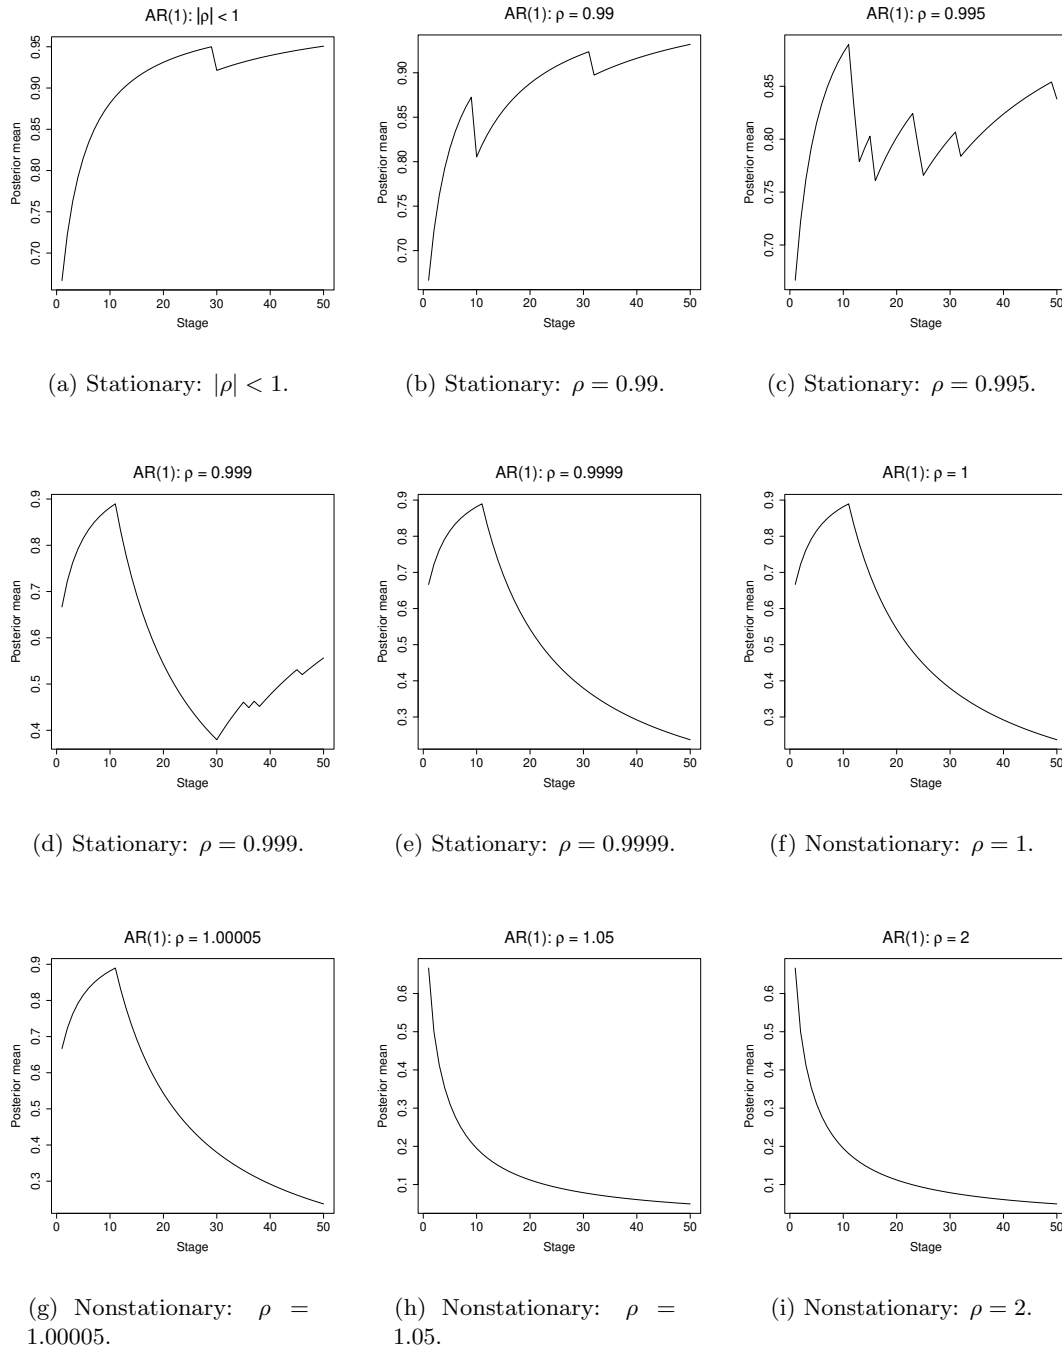 AR(1): |ρ| < 1
Posterior mean
0.95
0.90
0.85
0.80
0.75
0.70
0 10 20 30 40 50
Stage
(a) Stationary: |ρ| < 1.
AR(1): ρ = 0.99
Posterior mean
0.90
0.85
0.80
0.75
0.70
0 10 20 30 40 50
Stage
(b) Stationary: ρ = 0.99.
AR(1): ρ = 0.995
Posterior mean
0.85
0.80
0.75
0.70
0 10 20 30 40 50
Stage
(c) Stationary: ρ = 0.995.
AR(1): ρ = 0.999
Posterior mean
0.9
0.8
0.7
0.6
0.5
0.4
0 10 20 30 40 50
Stage
(d) Stationary: ρ = 0.999.
AR(1): ρ = 0.9999
Posterior mean
0.9
0.8
0.7
0.6
0.5
0.4
0.3
0 10 20 30 40 50
Stage
(e) Stationary: ρ = 0.9999.
AR(1): ρ = 1
Posterior mean
0.9
0.8
0.7
0.6
0.5
0.4
0.3
0 10 20 30 40 50
Stage
(f) Nonstationary: ρ = 1.
AR(1): ρ = 1.00005
Posterior mean
0.9
0.8
0.7
0.6
0.5
0.4
0.3
0 10 20 30 40 50
Stage
(g) Nonstationary: ρ =
1.00005.
AR(1): ρ = 1.05
Posterior mean
0.6
0.5
0.4
0.3
0.2
0.1
0 10 20 30 40 50
Stage
(h) Nonstationary: ρ =
1.05.
AR(1): ρ = 2
Posterior mean
0.6
0.5
0.4
0.3
0.2
0.1
0 10 20 30 40 50
Stage
(i) Nonstationary: ρ = 2.